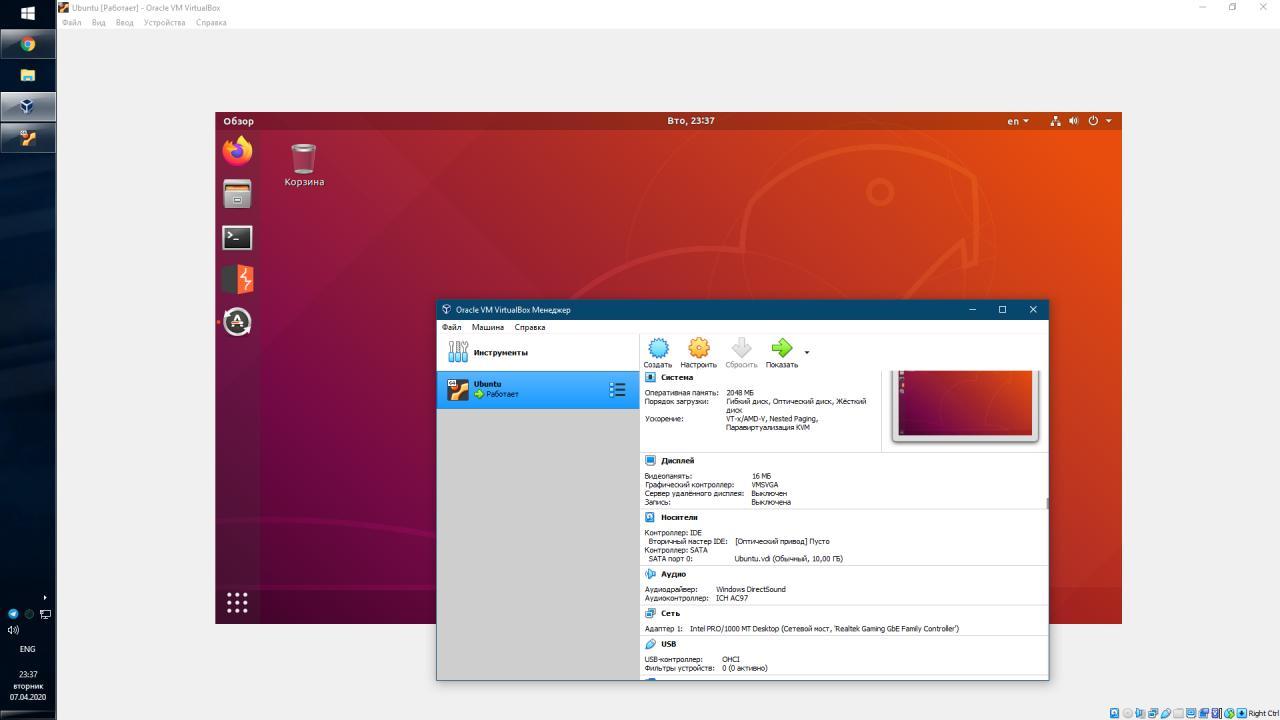 Ubuntu [Работает] - Oracle VM VirtualBox
Файл Вид Ввод Устройства Справка
Обзор
Вто, 23:37
en
Корзина
Oracle VM VirtualBox Менеджер
Файл Машина Справка
Инструменты
Ubuntu
Работает
Создать Настроить Сбросить Показать
Система
Оперативная память: 2048 МБ
Порядок загрузки: Гибкий диск, Оптический диск, Жёсткий
диск
Ускорение: VT-x/AMD-V, Nested Paging,
Паравиртуализация KVM
Дисплей
Видеопамять: 16 МБ
Графический контроллер: VMSVGA
Сервер удалённого дисплея: Выключен
Запись: Выключена
Носители
Контроллер: IDE
Вторичный мастер IDE: [Оптический привод] Пусто
Контроллер: SATA
SATA порт 0: Ubuntu.vdi (Обычный, 10,00 ГБ)
Аудио
Аудиодрайвер: Windows DirectSound
Аудиоконтроллер: ICH AC97
Сеть
Адаптер 1: Intel PRO/1000 MT Desktop (Сетевой мост, 'Realtek Gaming GbE Family Controller')
USB
USB-контроллер: OHCI
Фильтры устройств: 0 (0 активно)
ENG
23:37
вторник
07.04.2020
Right Ctrl